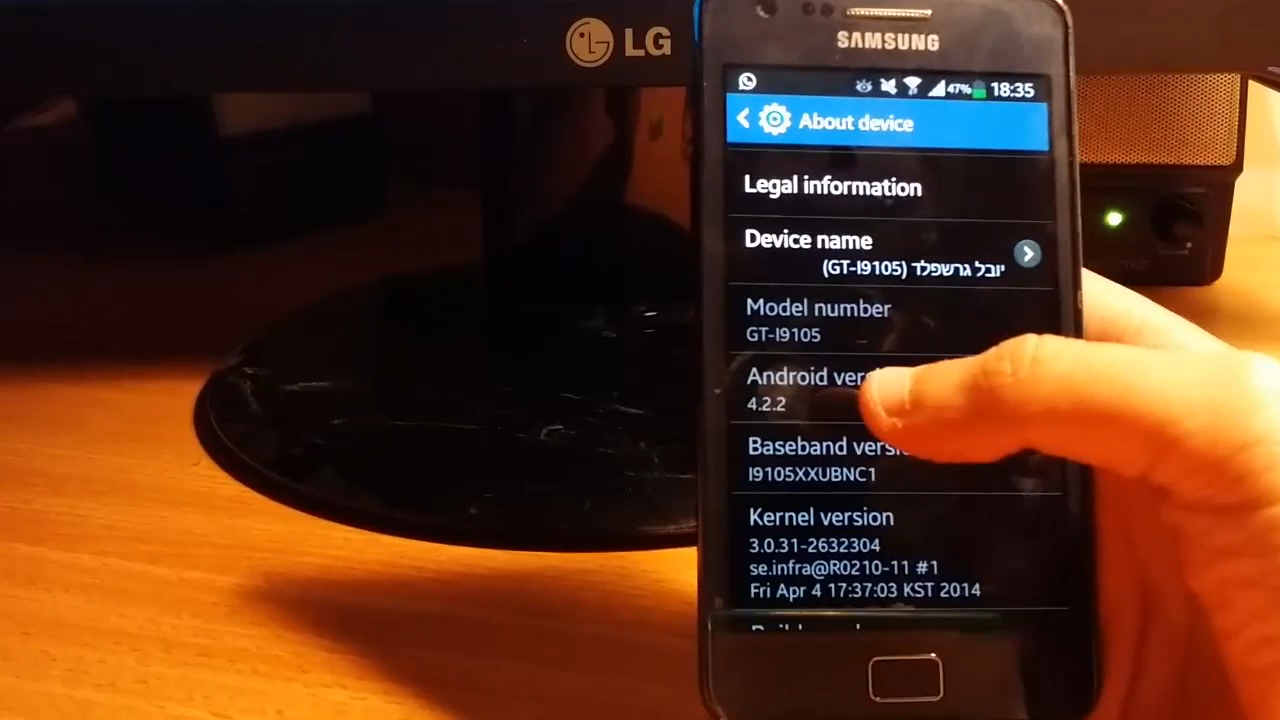 LG
SAMSUNG
47% 18:35
About device
Legal information
Device name
יובל גרשפלד (GT-I9105)
Model number
GT-I9105
Android vers
4.2.2
Baseband versi
I9105XXUBNC1
Kernel version
3.0.31-2632304
se.infra@R0210-11 #1
Fri Apr 4 17:37:03 KST 2014